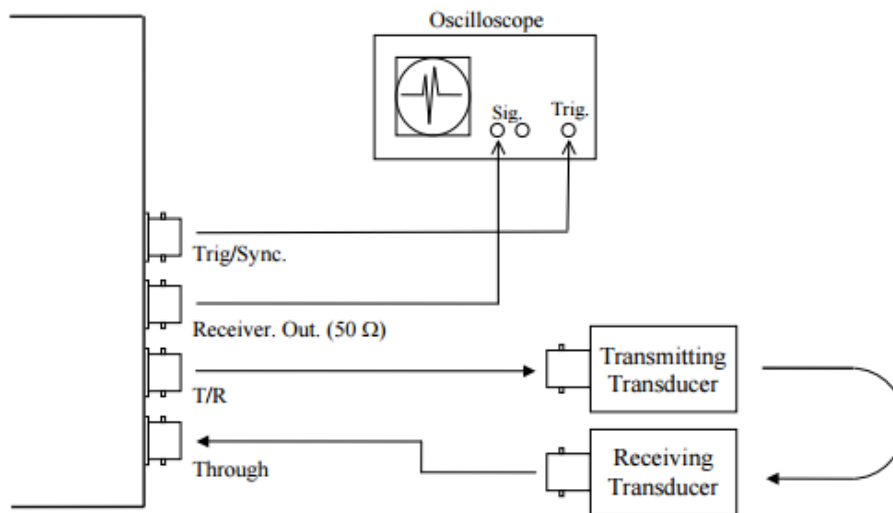 Oscilloscope
Sig.
Trig.
Trig/Sync.
Receiver. Out. (50 Ω)
T/R
Through
Transmitting
Transducer
Receiving
Transducer